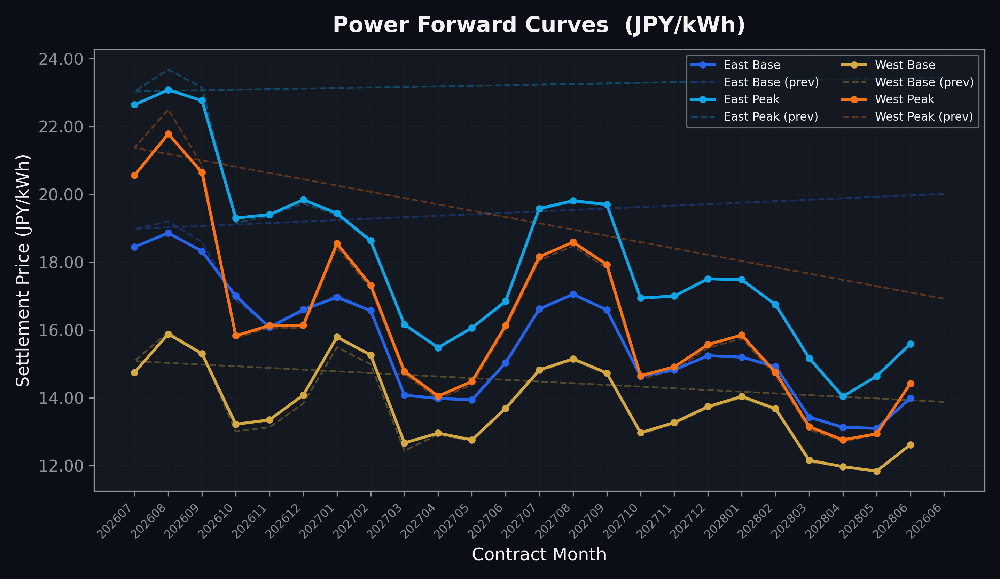 Power Forward Curves  (JPY/kWh)
East Base
East Base (prev)
East Peak
East Peak (prev)
West Base
West Base (prev)
West Peak
West Peak (prev)
Settlement Price (JPY/kWh)
24.00
22.00
20.00
18.00
16.00
14.00
12.00
202607
202608
202609
202610
202611
202612
202701
202702
202703
202704
202705
202706
202707
202708
202709
202710
202711
202712
202801
202802
202803
202804
202805
202806
202606
Contract Month